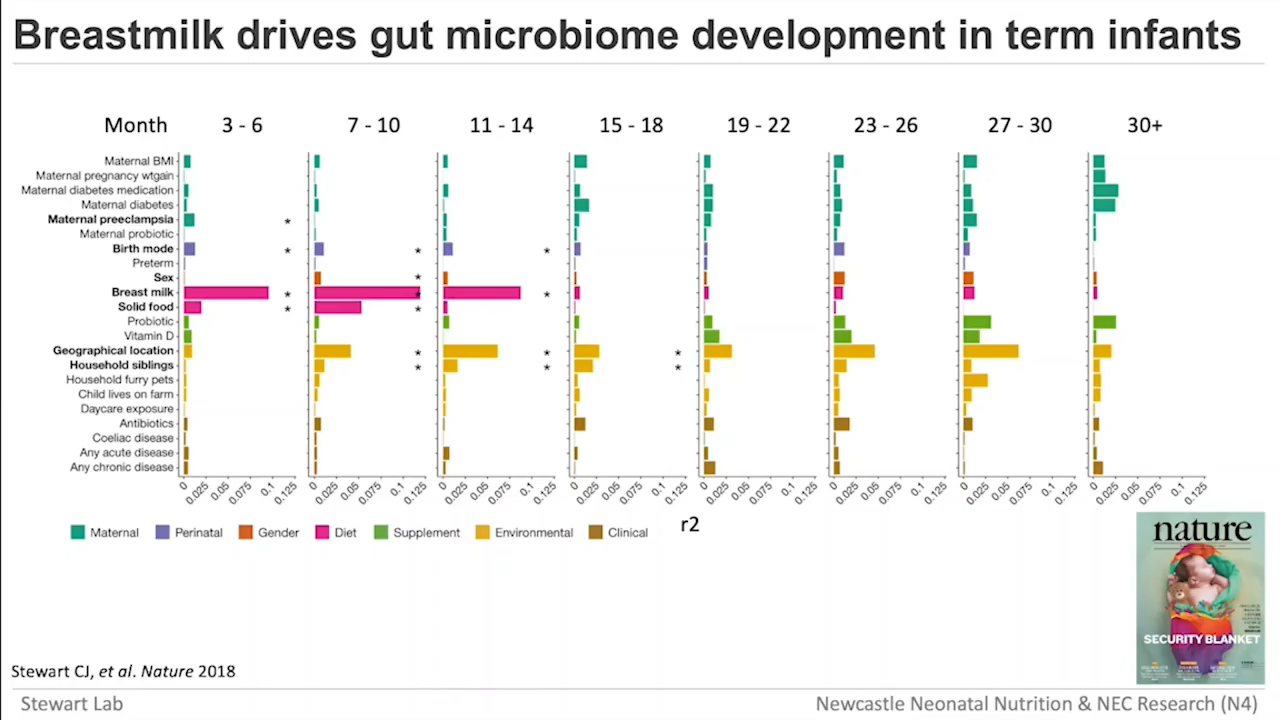 Breastmilk drives gut microbiome development in term infants
Month 3 - 6 7 - 10 11 - 14 15 - 18 19 - 22 23 - 26 27 - 30 30+
Maternal BMI
Maternal pregnancy wtgain
Maternal diabetes medication
Maternal diabetes
Maternal preeclampsia *
Maternal probiotic
Birth mode * * *
Preterm
Sex *
Breast milk * * *
Solid food * *
Probiotic
Vitamin D
Geographical location * * *
Household siblings * * *
Household furry pets
Child lives on farm
Daycare exposure
Antibiotics
Coeliac disease
Any acute disease
Any chronic disease
0 0.025 0.05 0.075 0.1 0.125 0 0.025 0.05 0.075 0.1 0.125 0 0.025 0.05 0.075 0.1 0.125 0 0.025 0.05 0.075 0.1 0.125 0 0.025 0.05 0.075 0.1 0.125 0 0.025 0.05 0.075 0.1 0.125 0 0.025 0.05 0.075 0.1 0.125 0 0.025 0.05 0.075 0.1 0.125
r2
Maternal Perinatal Gender Diet Supplement Environmental Clinical
nature
SECURITY BLANKET
Stewart CJ, et al. Nature 2018
Stewart Lab
Newcastle Neonatal Nutrition & NEC Research (N4)